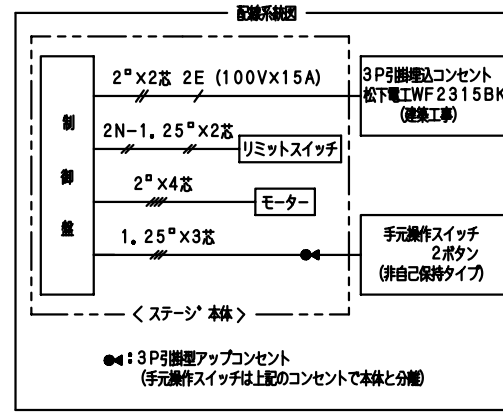 配線系統図
2□×2芯 2E (100V×15A)
3P引掛埋込コンセント
松下電工WF2315BK
(建築工事)
制
御
盤
2N-1.25□×2芯
リミットスイッチ
2□×4芯
モーター
1.25□×3芯
手元操作スイッチ
2ボタン
(非自己保持タイプ)
〈ステージ本体〉
:3P引掛型アップコンセント
(手元操作スイッチは上記のコンセントで本体と分離)